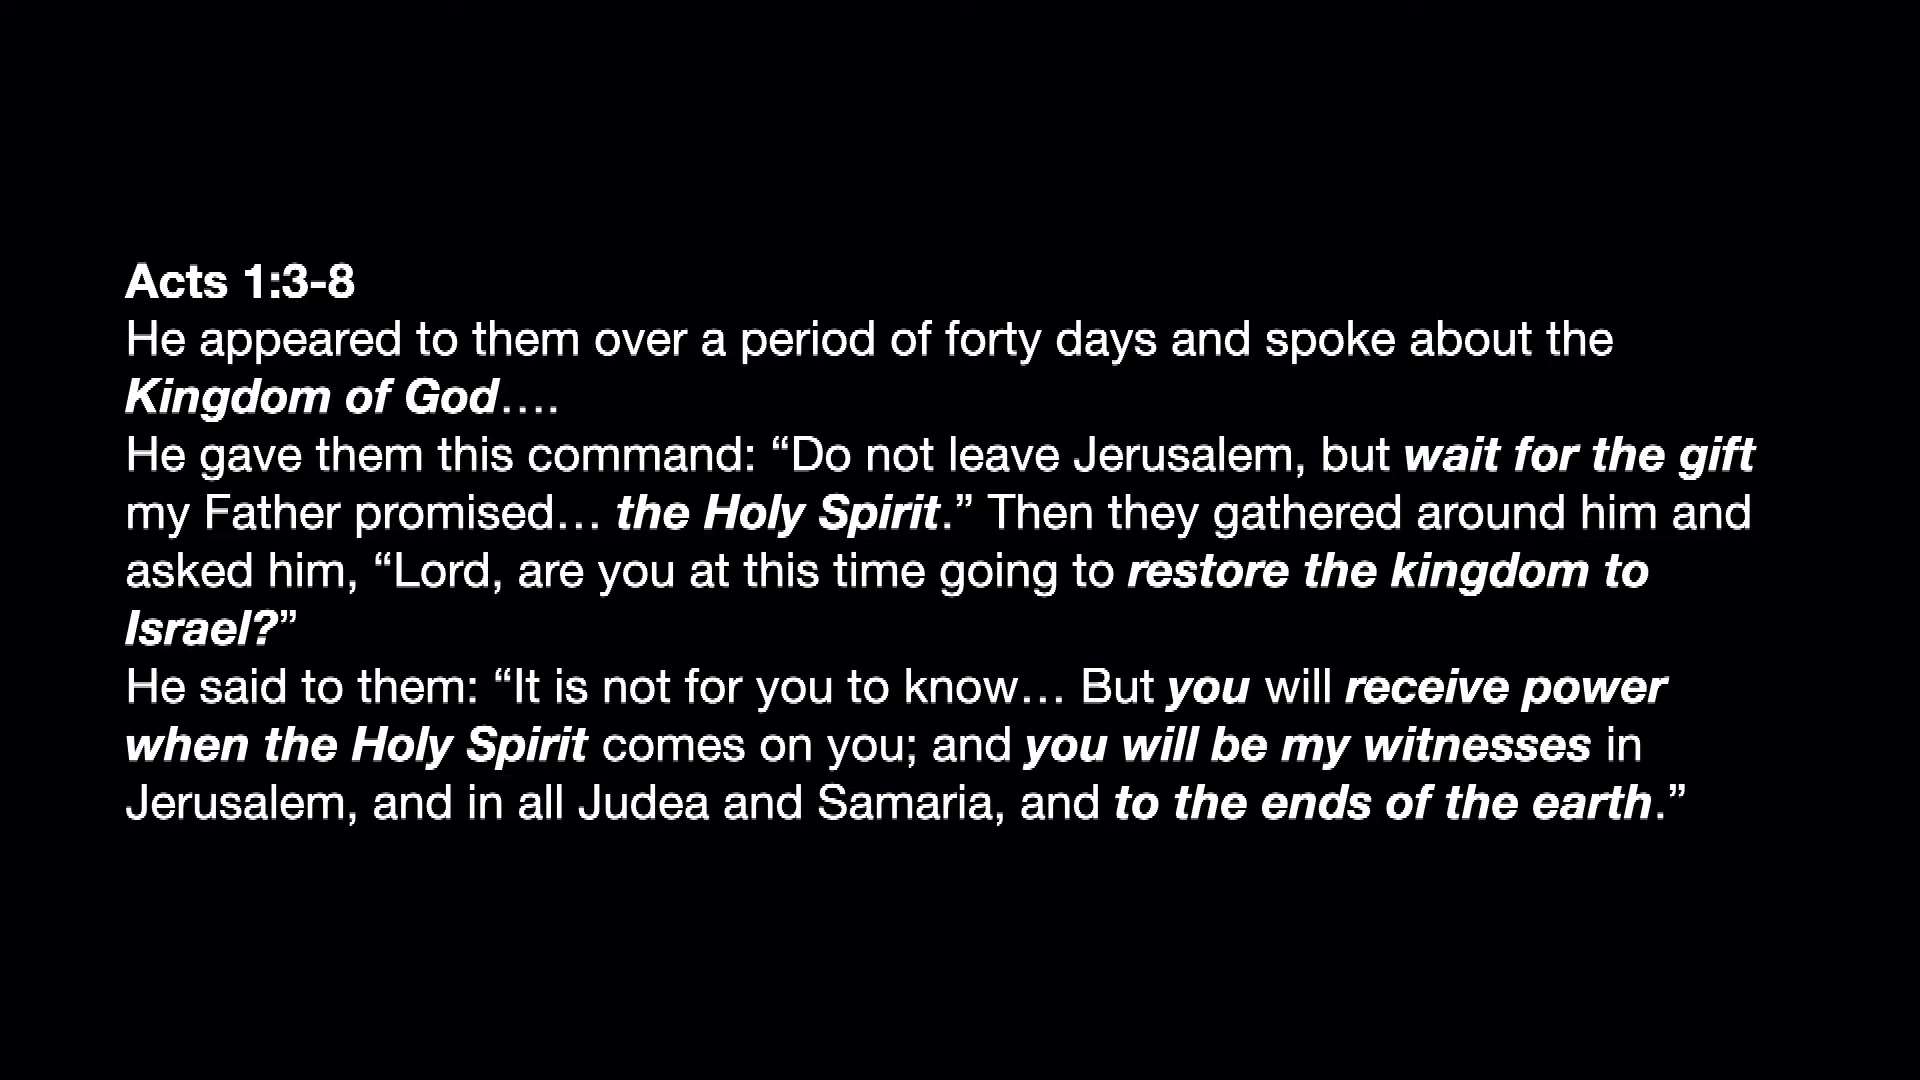 Acts 1:3-8
He appeared to them over a period of forty days and spoke about the
Kingdom of God….
He gave them this command: “Do not leave Jerusalem, but wait for the gift
my Father promised… the Holy Spirit.” Then they gathered around him and
asked him, “Lord, are you at this time going to restore the kingdom to
Israel?”
He said to them: “It is not for you to know… But you will receive power
when the Holy Spirit comes on you; and you will be my witnesses in
Jerusalem, and in all Judea and Samaria, and to the ends of the earth.”